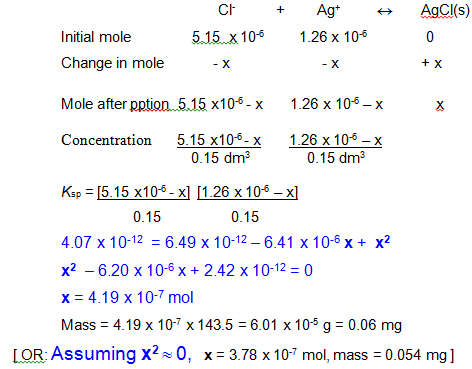 Cl⁻ + Ag⁺ ↔ AgCl(s)
Initial mole 5.15 x 10⁻⁶ 1.26 x 10⁻⁶ 0
Change in mole - x - x + x
Mole after pption 5.15 x10⁻⁶ - x 1.26 x 10⁻⁶ – x x
Concentration 5.15 x10⁻⁶ - x 1.26 x 10⁻⁶ – x
0.15 dm³ 0.15 dm³
Ksp = [5.15 x10⁻⁶ - x] [1.26 x 10⁻⁶ – x]
0.15 0.15
4.07 x 10⁻¹² = 6.49 x 10⁻¹² – 6.41 x 10⁻⁶ x + x²
x² – 6.20 x 10⁻⁶ x + 2.42 x 10⁻¹² = 0
x = 4.19 x 10⁻⁷ mol
Mass = 4.19 x 10⁻⁷ x 143.5 = 6.01 x 10⁻⁵ g = 0.06 mg
[ OR: Assuming x² ≈ 0, x = 3.78 x 10⁻⁷ mol, mass = 0.054 mg ]